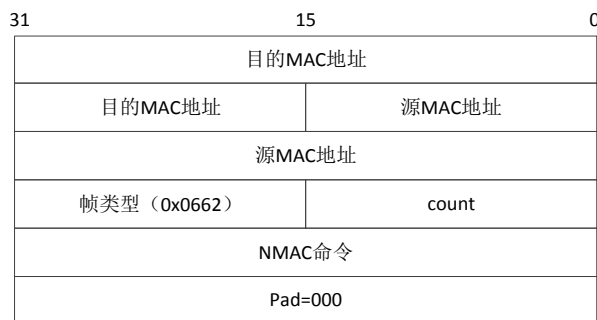 31 15 0
目的MAC地址
目的MAC地址 源MAC地址
源MAC地址
帧类型（0x0662） count
NMAC命令
Pad=000